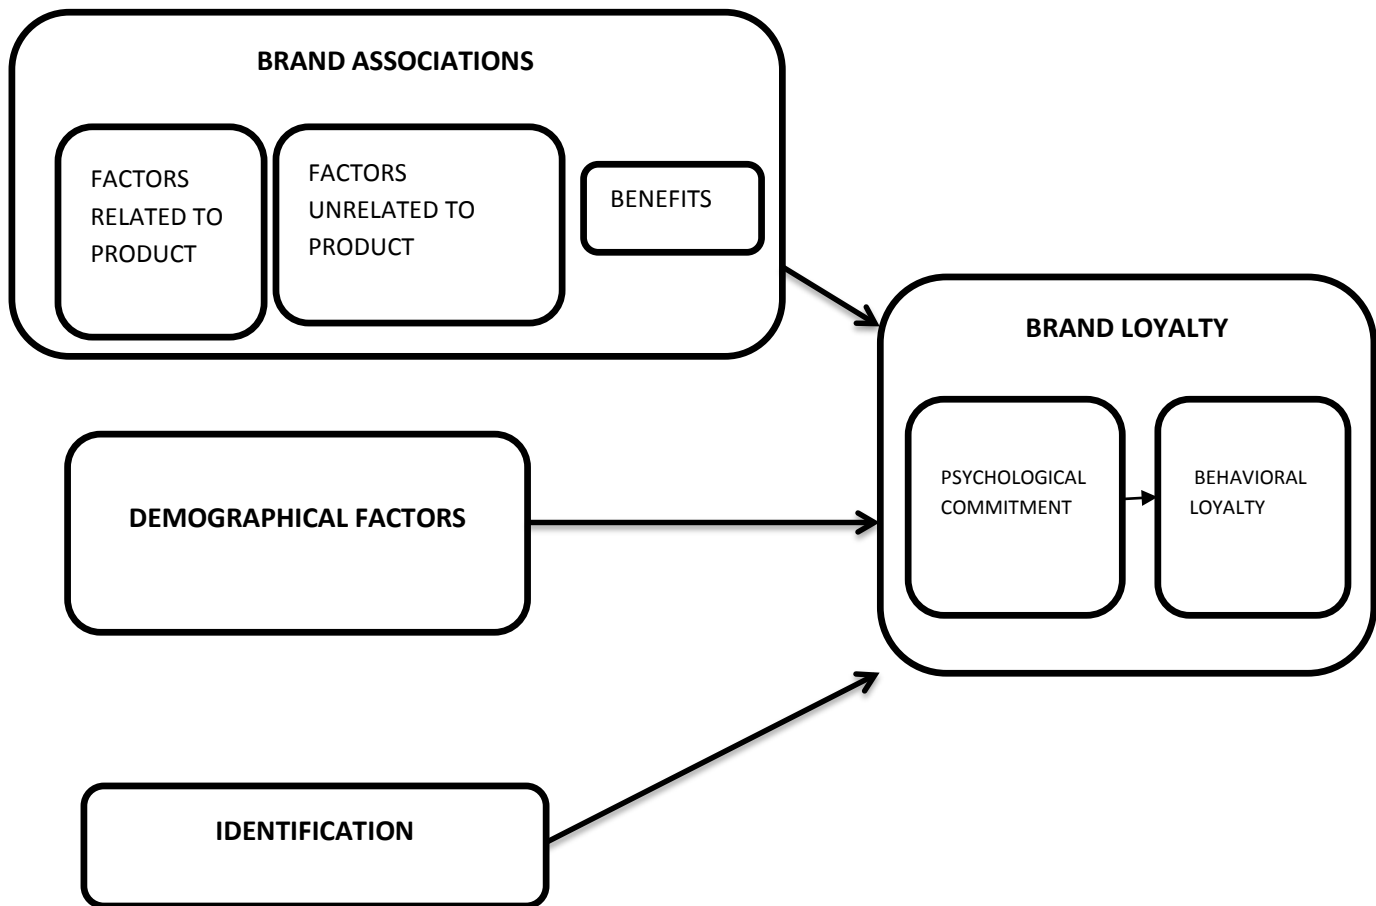 BRAND ASSOCIATIONS
FACTORS
RELATED TO
PRODUCT
FACTORS
UNRELATED TO
PRODUCT
BENEFITS
BRAND LOYALTY
PSYCHOLOGICAL
COMMITMENT
BEHAVIORAL
LOYALTY
DEMOGRAPHICAL FACTORS
IDENTIFICATION